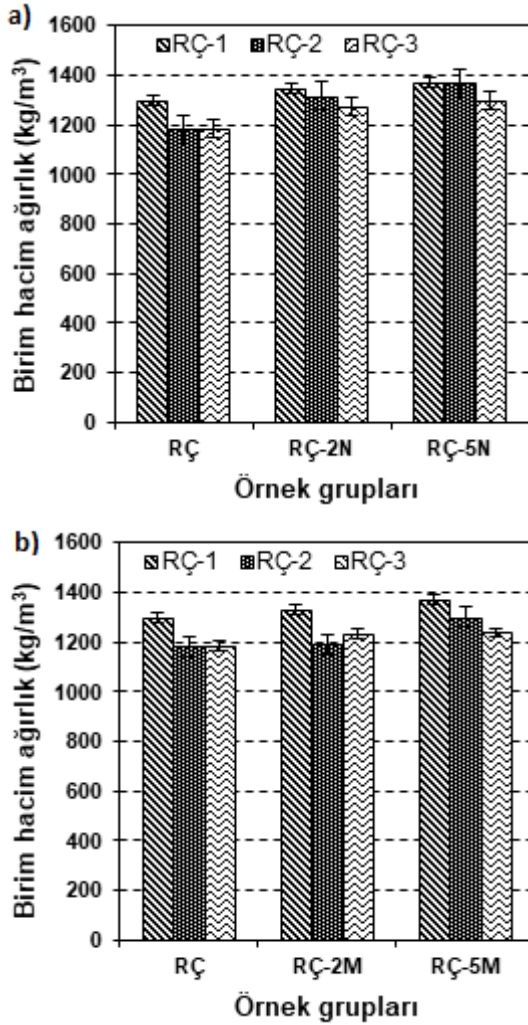 a)
1600
RÇ-1 RÇ-2 RÇ-3
1400
1200
1000
800
600
400
200
0
Birim hacim ağırlık (kg/m³)
RÇ RÇ-2N RÇ-5N
Örnek grupları
b)
1600
RÇ-1 RÇ-2 RÇ-3
1400
1200
1000
800
600
400
200
0
Birim hacim ağırlık (kg/m³)
RÇ RÇ-2M RÇ-5M
Örnek grupları